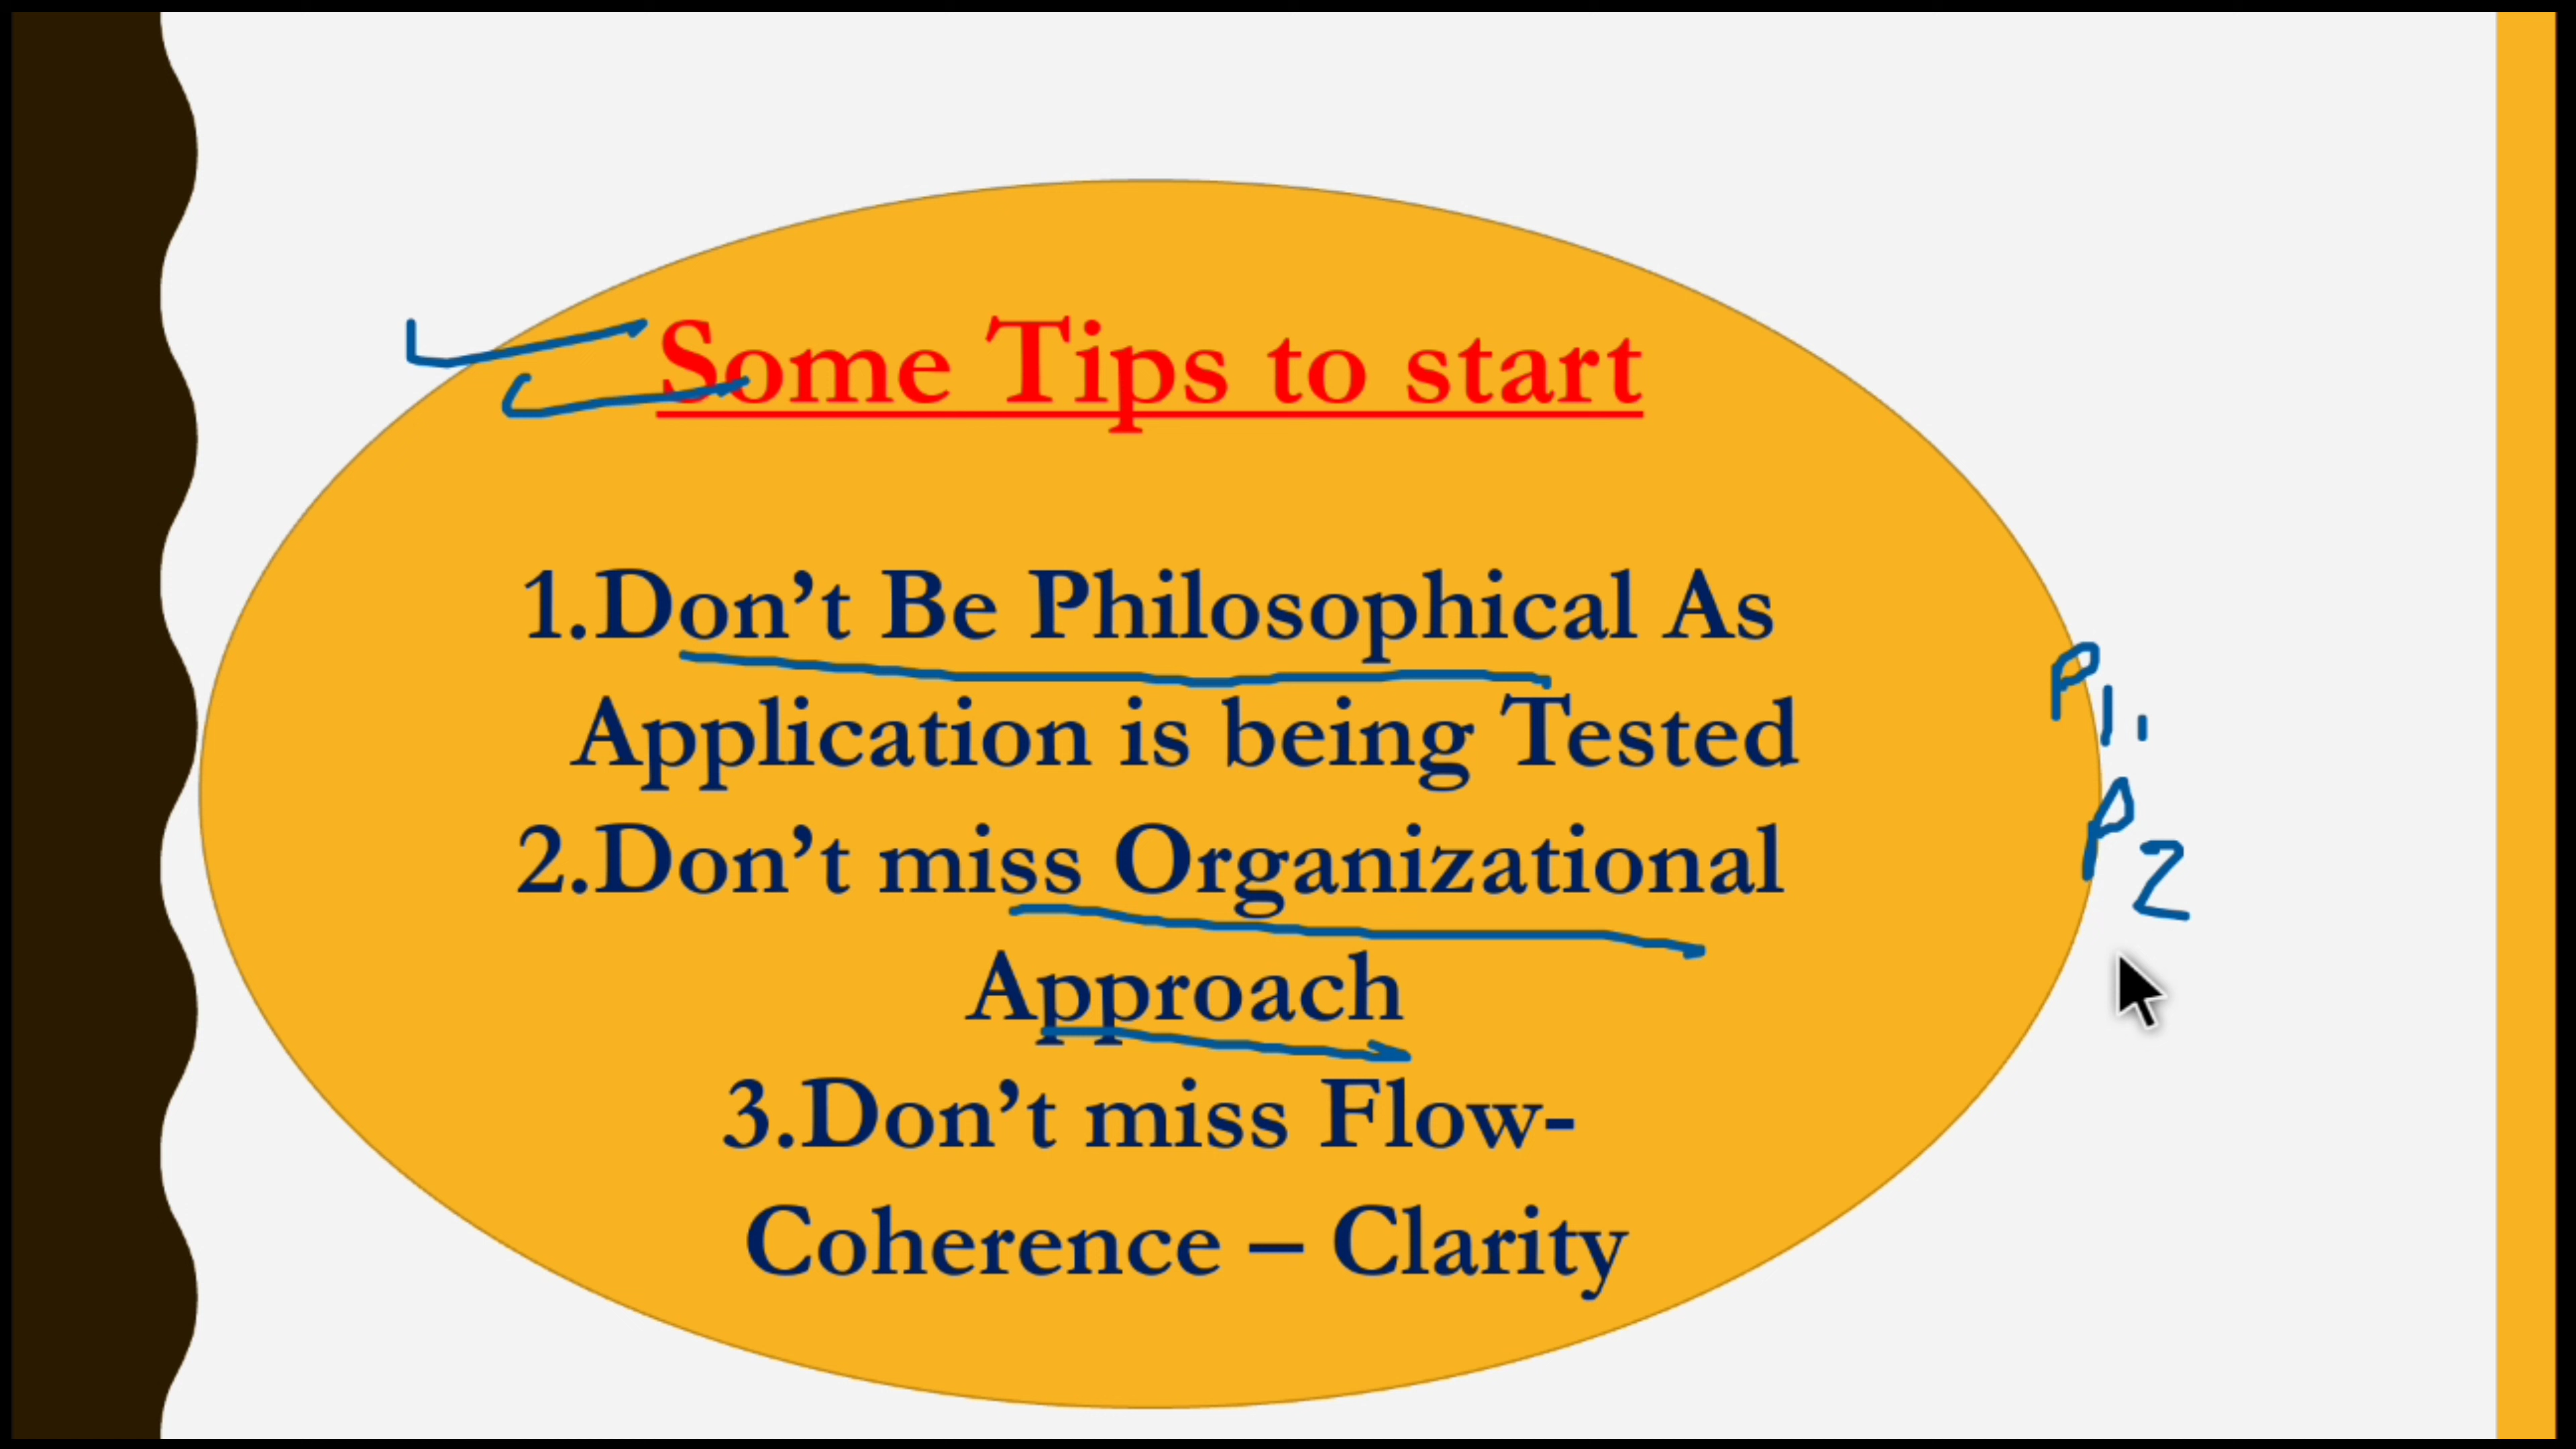 Some Tips to start
1.Don’t Be Philosophical As
Application is being Tested
2.Don’t miss Organizational
Approach
3.Don’t miss Flow-
Coherence – Clarity
P1,
P2